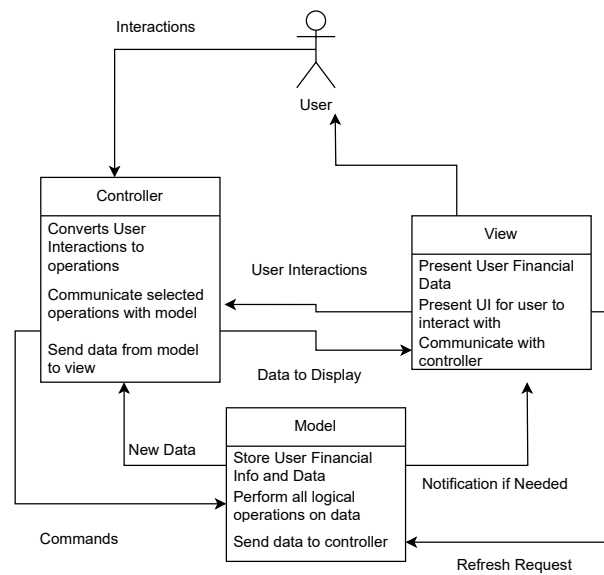 Interactions
User
Controller
Converts User
Interactions to
operations
Communicate selected
operations with model
Send data from model
to view
User Interactions
Data to Display
View
Present User Financial
Data
Present UI for user to
interact with
Communicate with
controller
New Data
Model
Store User Financial
Info and Data
Perform all logical
operations on data
Send data to controller
Notification if Needed
Commands
Refresh Request